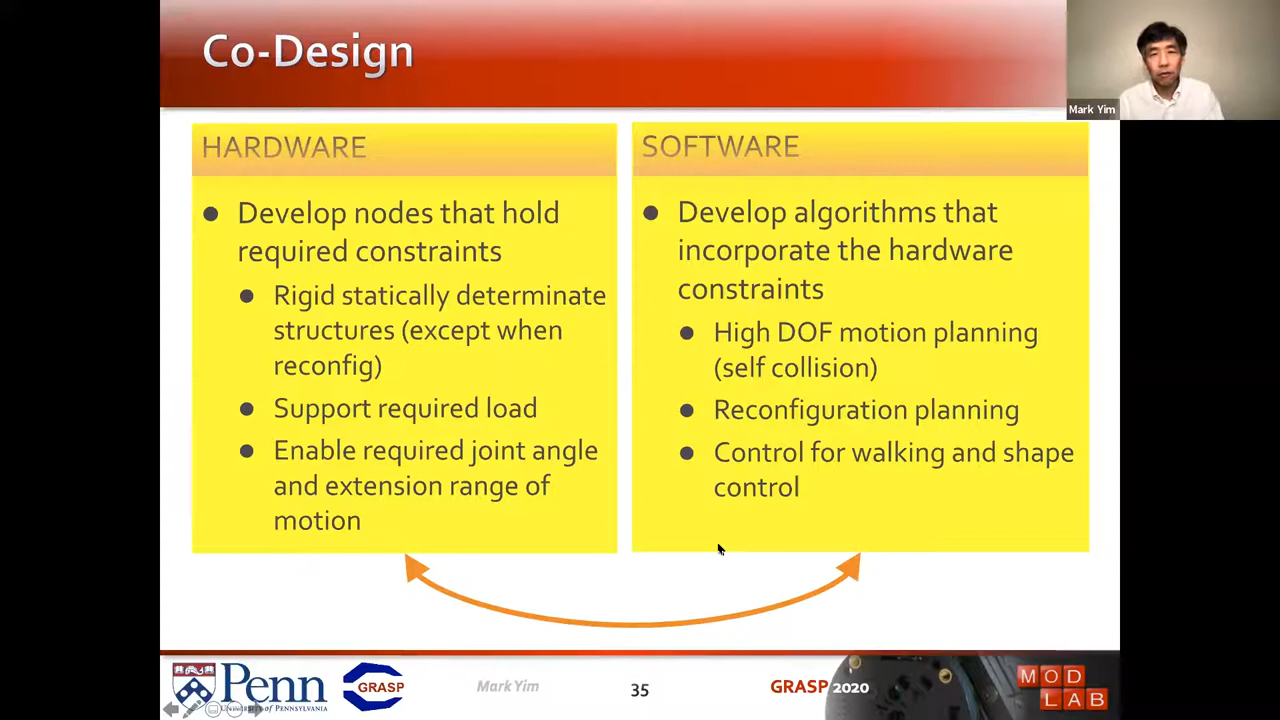 Co-Design
Mark Yim
HARDWARE
Develop nodes that hold
required constraints
Rigid statically determinate
structures (except when
reconfig)
Support required load
Enable required joint angle
and extension range of
motion
SOFTWARE
Develop algorithms that
incorporate the hardware
constraints
High DOF motion planning
(self collision)
Reconfiguration planning
Control for walking and shape
control
Penn
UNIVERSITY OF PENNSYLVANIA
GRASP
Mark Yim
35
GRASP 2020
MOD
LAB